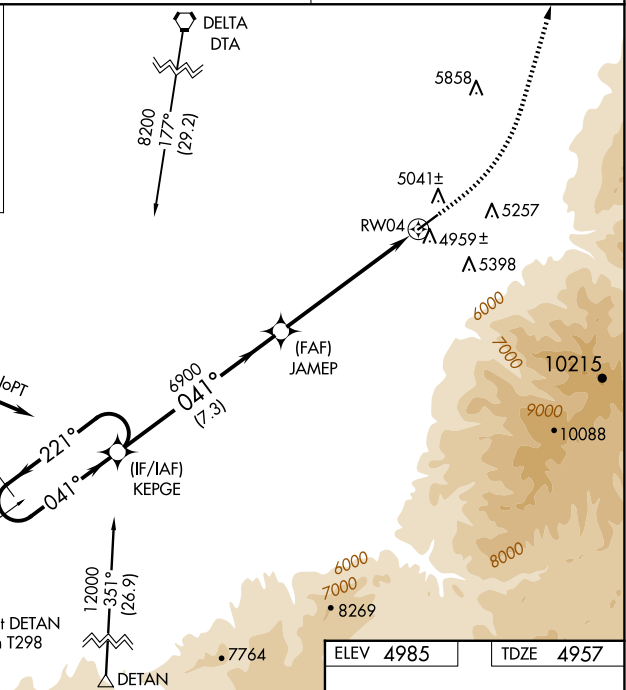 DELTA
DTA
8200
177°
(29.2)
5858
5041±
RW04
5257
4959±
5398
6000
7000
10215
9000
10088
8000
(FAF)
JAMEP
6900
041°
(7.3)
oPT
221°
041°
(IF/IAF)
KEPGE
12000
351°
(26.9)
6000
7000
8269
t DETAN
T298
7764
DETAN
ELEV 4985
TDZE 4957